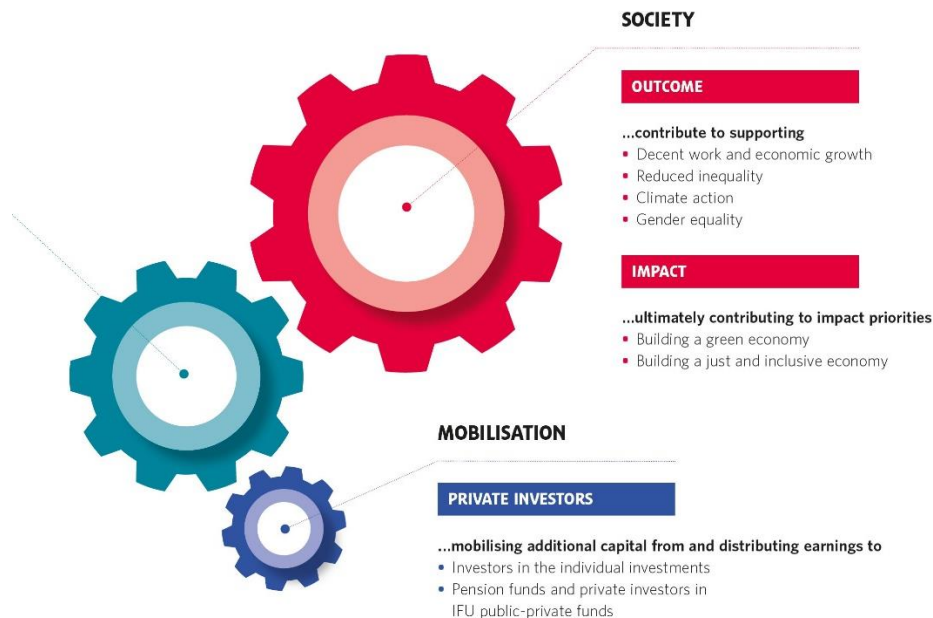 SOCIETY
OUTCOME
...contribute to supporting
• Decent work and economic growth
• Reduced inequality
• Climate action
• Gender equality
IMPACT
...ultimately contributing to impact priorities
• Building a green economy
• Building a just and inclusive economy
MOBILISATION
PRIVATE INVESTORS
...mobilising additional capital from and distributing earnings to
• Investors in the individual investments
• Pension funds and private investors in
IFU public-private funds